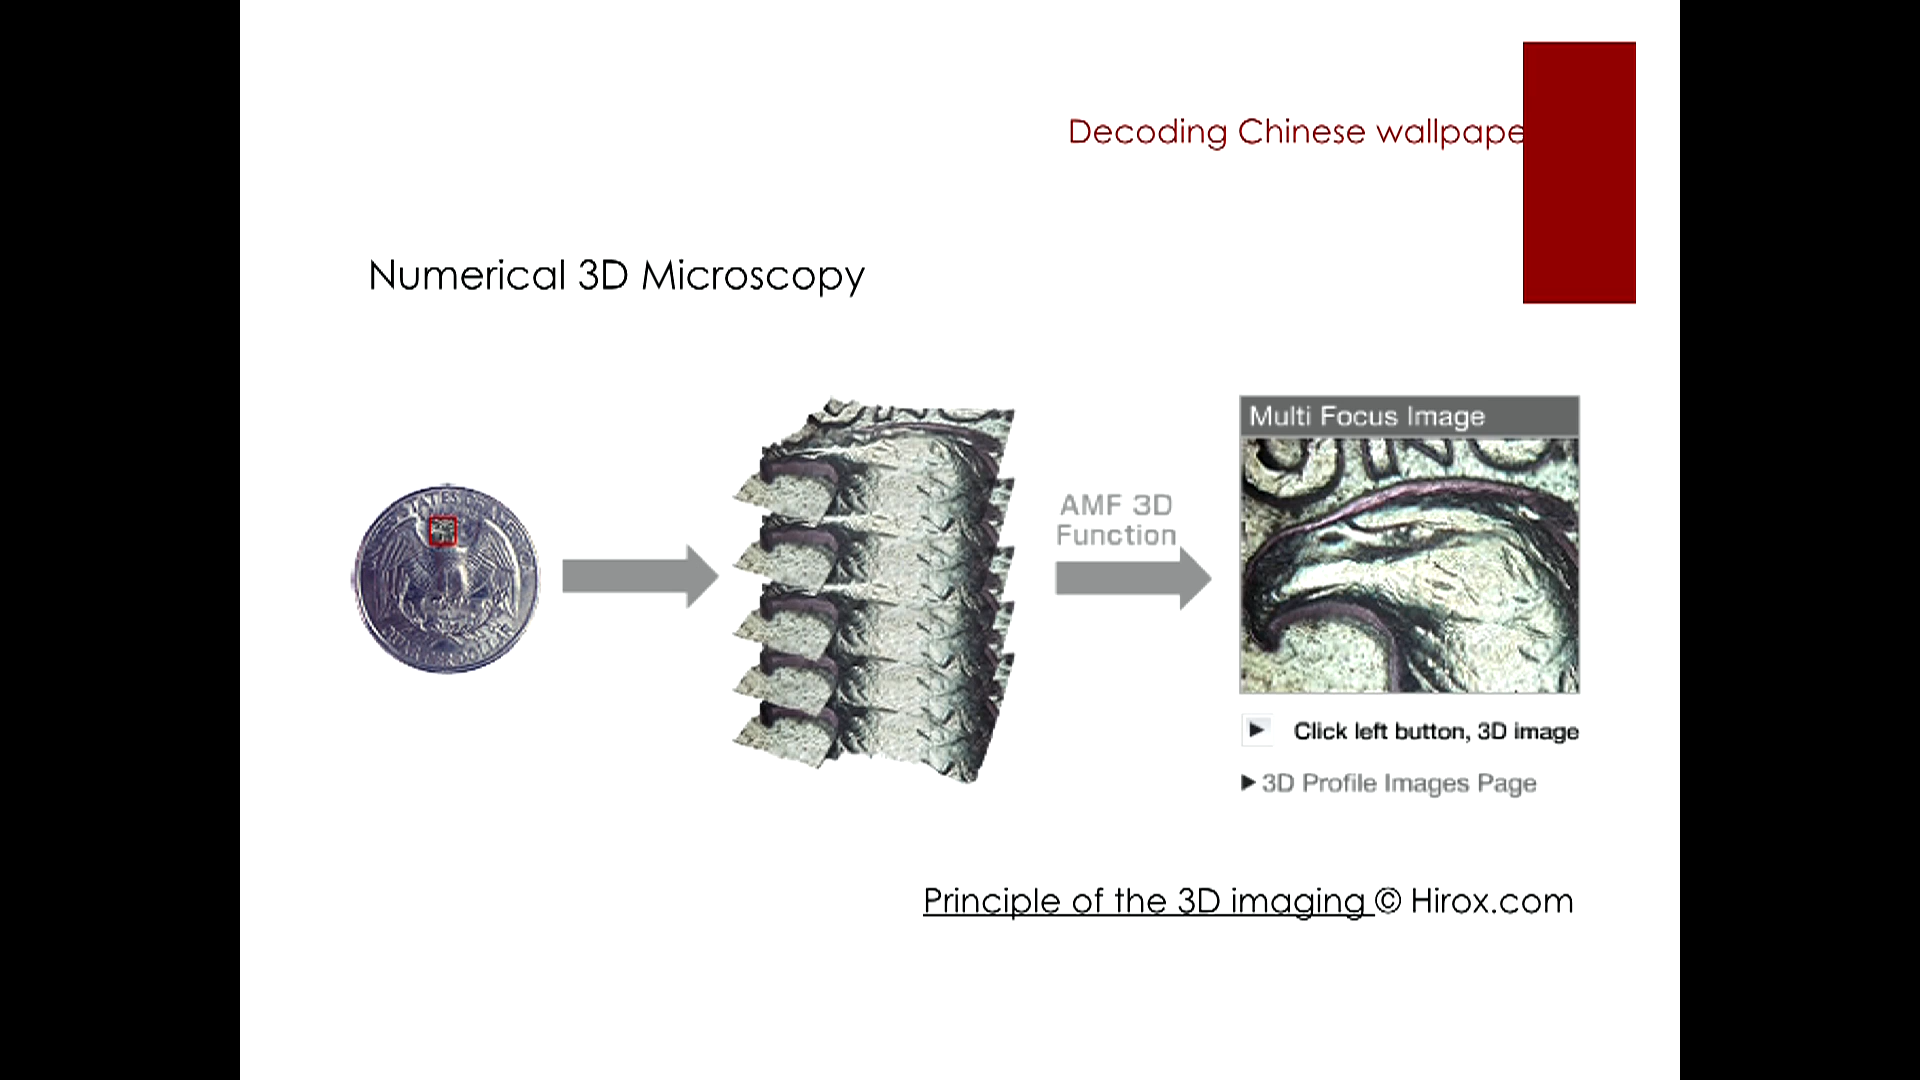 Decoding Chinese wallpape
Numerical 3D Microscopy
AMF 3D
Function
Multi Focus Image
Click left button, 3D image
3D Profile Images Page
Principle of the 3D imaging © Hirox.com